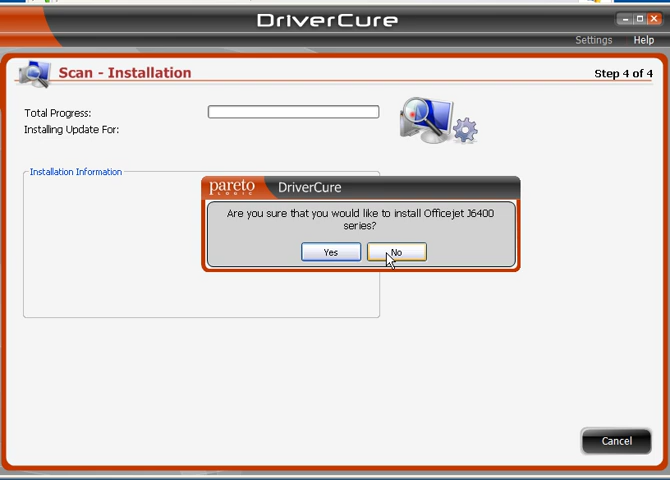 DriverCure
Settings Help
Scan - Installation
Step 4 of 4
Total Progress:
Installing Update For:
Installation Information
pareto
LOGIC
DriverCure
Are you sure that you would like to install Officejet J6400
series?
Yes No
Cancel